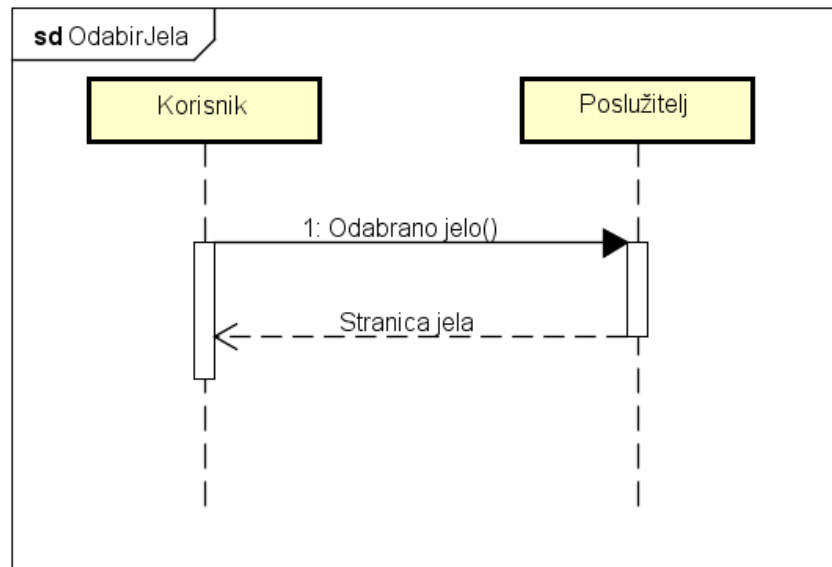 sd OdabirJela
Korisnik
Poslužitelj
1: Odabrano jelo()
Stranica jela